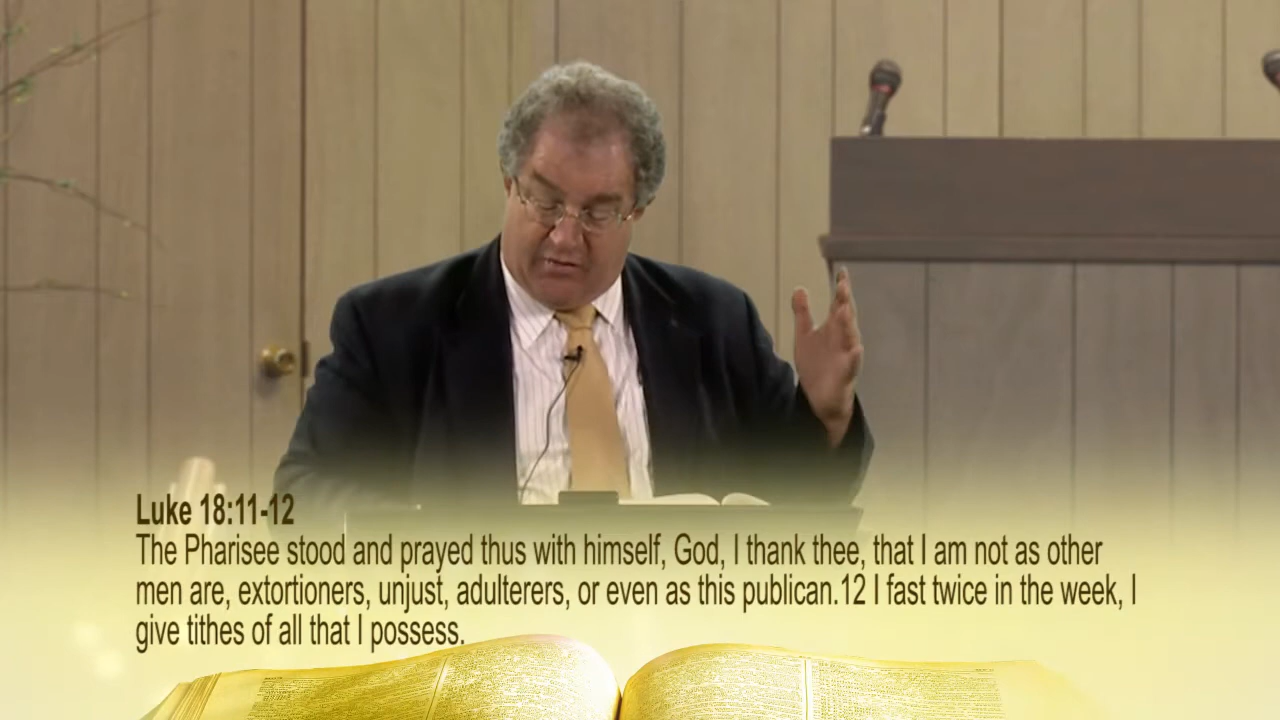 Luke 18:11-12
The Pharisee stood and prayed thus with himself, God, I thank thee, that I am not as other
men are, extortioners, unjust, adulterers, or even as this publican.12 I fast twice in the week, I
give tithes of all that I possess.